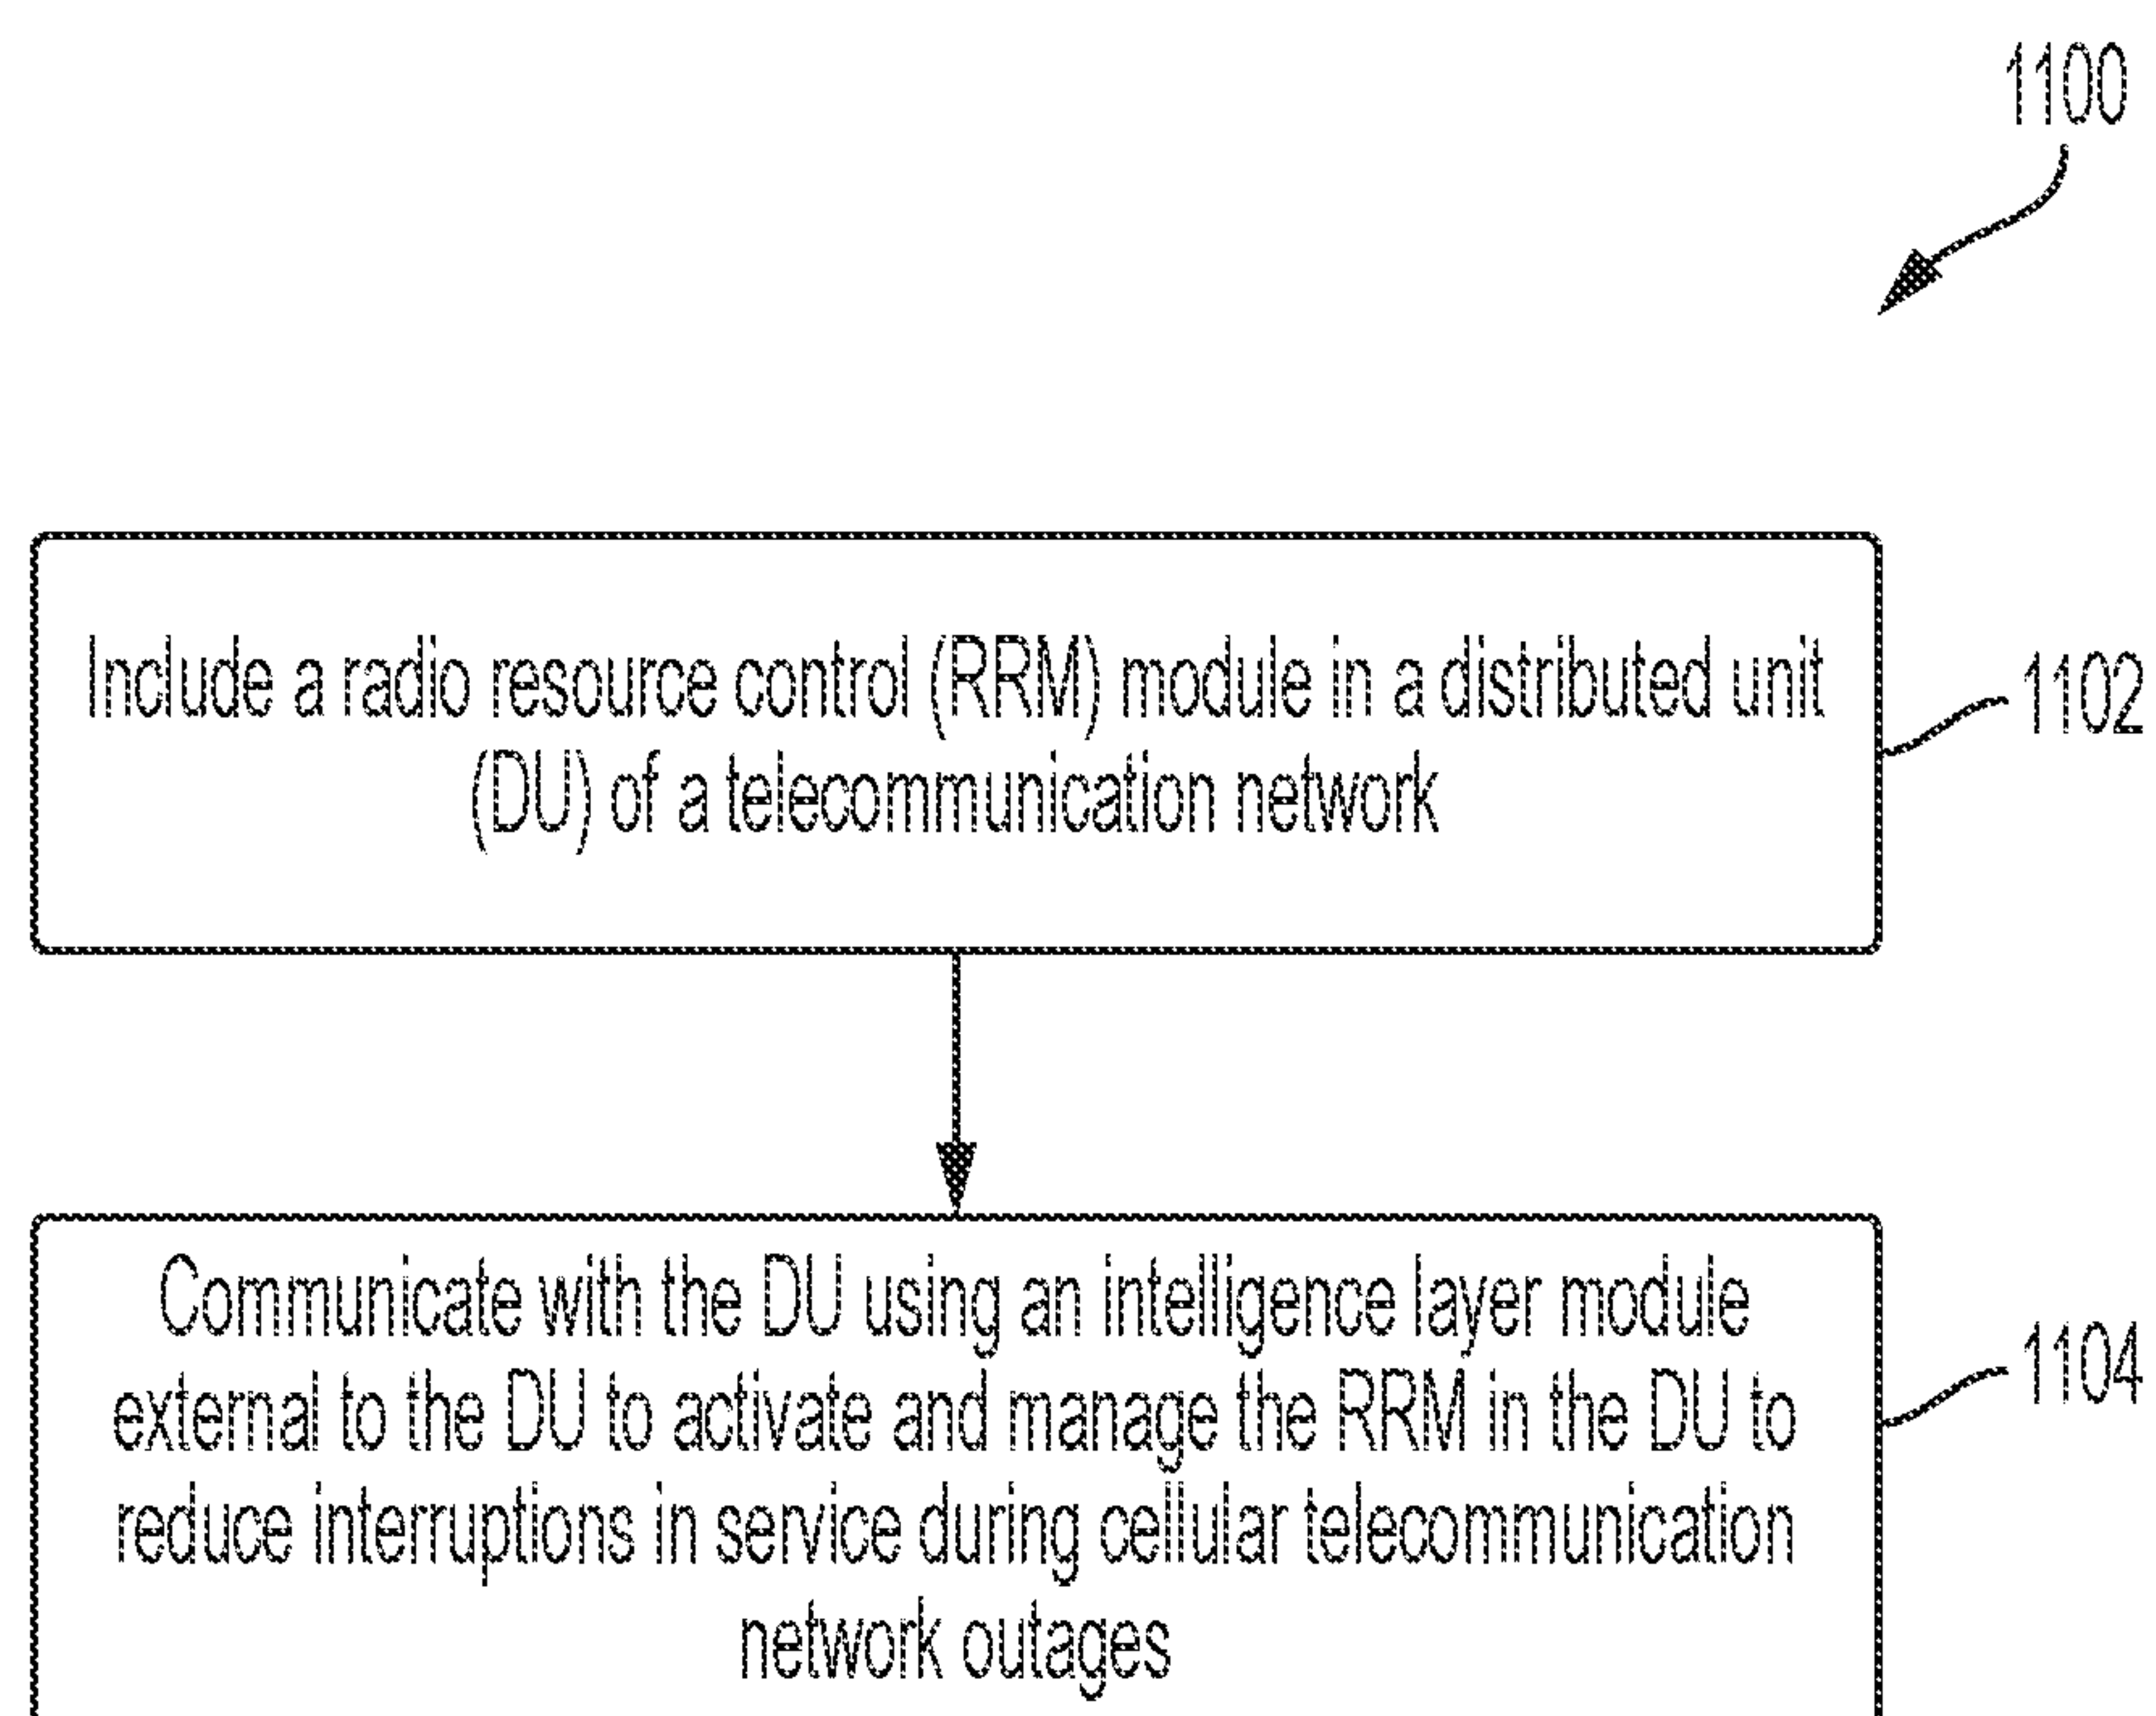 1100
Include a radio resource control (RRM) module in a distributed unit
(DU) of a telecommunication network
1102
Communicate with the DU using an intelligence layer module
external to the DU to activate and manage the RRM in the DU to
reduce interruptions in service during cellular telecommunication
network outages
1104